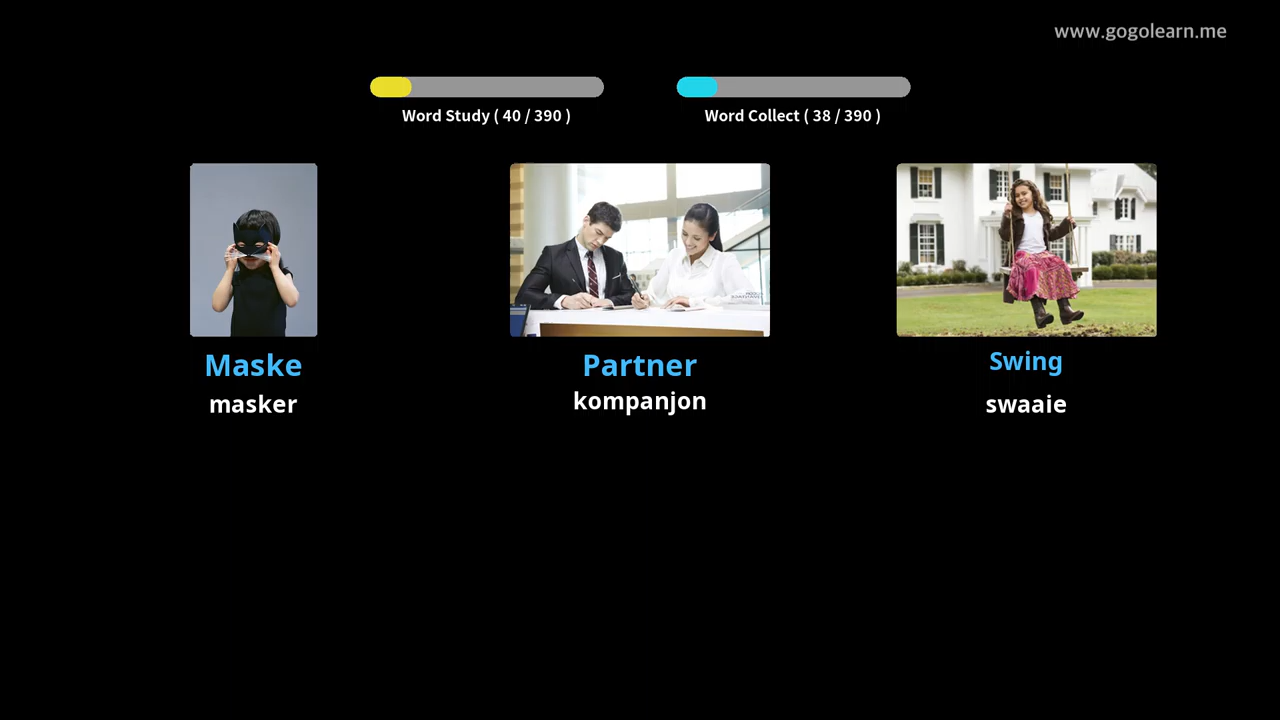 www.gogolearn.me
Word Study ( 40 / 390 )
Word Collect ( 38 / 390 )
Maske
masker
Partner
kompanjon
Swing
swaaie